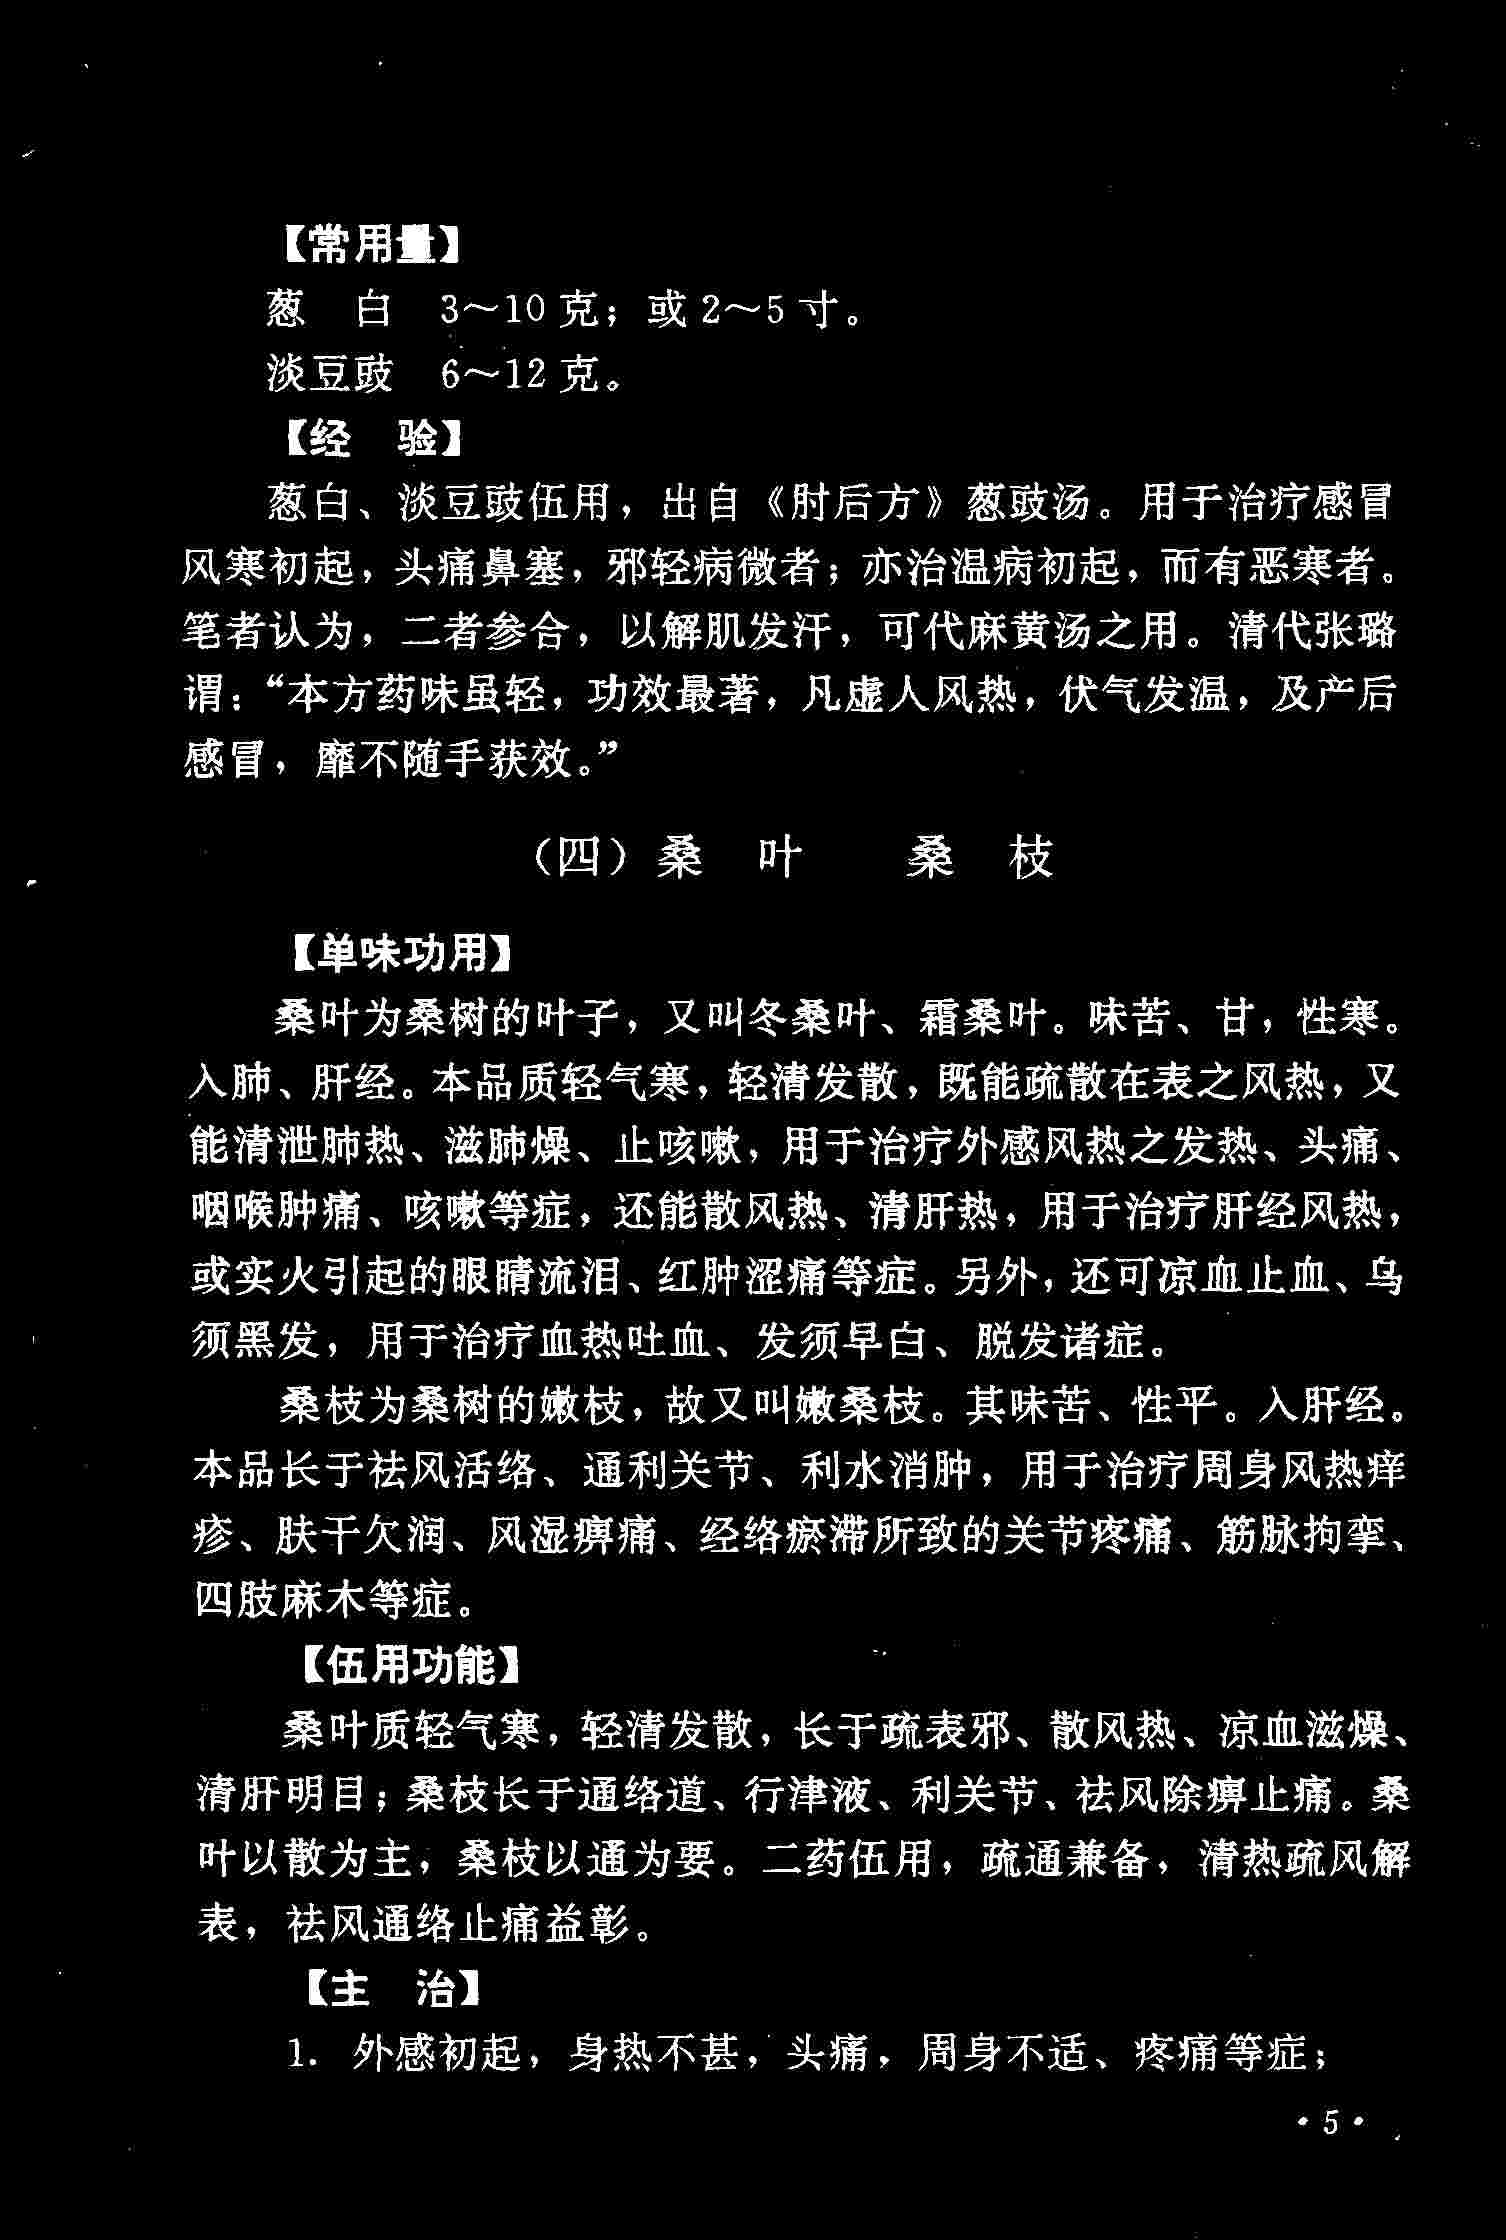 【常用量】
葱　白　3～10 克；或 2～5 寸。
淡豆豉　6～12 克。
【经　验】
葱白、淡豆豉伍用，出自《肘后方》葱豉汤。用于治疗感冒
风寒初起，头痛鼻塞，邪轻病微者；亦治温病初起，而有恶寒者。
笔者认为，二者参合，以解肌发汗，可代麻黄汤之用。清代张璐
谓：“本方药味虽轻，功效最著，凡虚人风热，伏气发温，及产后
感冒，靡不随手获效。”
（四）桑　叶　　桑　枝
【单味功用】
桑叶为桑树的叶子，又叫冬桑叶、霜桑叶。味苦、甘，性寒。
入肺、肝经。本品质轻气寒，轻清发散，既能疏散在表之风热，又
能清泄肺热、滋肺燥、止咳嗽，用于治疗外感风热之发热、头痛、
咽喉肿痛、咳嗽等症，还能散风热、清肝热，用于治疗肝经风热，
或实火引起的眼睛流泪、红肿涩痛等症。另外，还可凉血止血、乌
须黑发，用于治疗血热吐血、发须早白、脱发诸症。
桑枝为桑树的嫩枝，故又叫嫩桑枝。其味苦、性平。入肝经。
本品长于祛风活络、通利关节、利水消肿，用于治疗周身风热痒
疹、肤干欠润、风湿痹痛、经络瘀滞所致的关节疼痛、筋脉拘挛、
四肢麻木等症。
【伍用功能】
桑叶质轻气寒，轻清发散，长于疏表邪、散风热、凉血滋燥、
清肝明目；桑枝长于通络道、行津液、利关节、祛风除痹止痛。桑
叶以散为主，桑枝以通为要。二药伍用，疏通兼备，清热疏风解
表，祛风通络止痛益彰。
【主　治】
1. 外感初起，身热不甚，头痛，周身不适、疼痛等症；
·5·